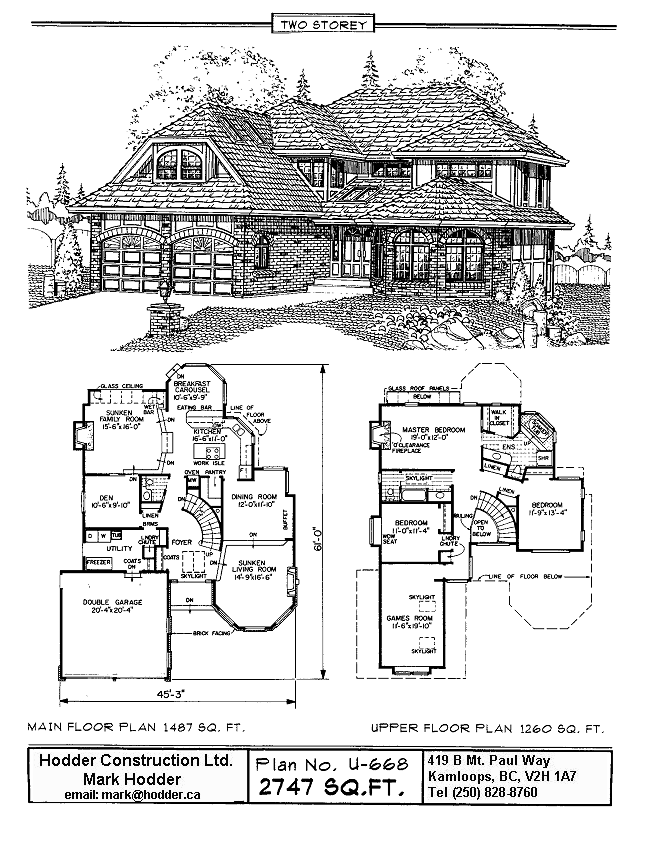 TWO STOREY
GLASS CEILING
BREAKFAST
CAROUSEL
10'-6"x9'-9"
WET
BAR
DN
EATING BAR
LINE OF
FLOOR
ABOVE
SUNKEN
FAMILY ROOM
15'-6"x16'-0"
KITCHEN
16'-6"x11'-0"
WORK ISLE
DN
DN
OVEN
PANTRY
DEN
10'-6"x9'-10"
DN
DINING ROOM
12'-0"x11'-10"
BUFFET
LINEN
BRMS
D
W
TUB
LNDRY
CHUTE
FOYER
DN
UTILITY
COATS
UP
FREEZER
COATS
DN
SKYLIGHT
SUNKEN
LIVING ROOM
14'-9"x16'-6"
DOUBLE GARAGE
20'-4"x20'-4"
DN
BRICK FACING
61'-0"
45'-3"
MAIN FLOOR PLAN 1487 SQ. FT.
GLASS ROOF PANELS
BELOW
WALK
IN
CLOSET
MASTER BEDROOM
19'-0"x12'-0"
O'CLEARANCE
FIREPLACE
ENS
SHR
LINEN
SKYLIGHT
LINEN
DN
BEDROOM
11'-9"x13'-4"
RAILING
OPEN
TO
BELOW
BEDROOM
11'-0"x11'-4"
WDW
SEAT
LNDRY
CHUTE
LINE OF FLOOR BELOW
SKYLIGHT
GAMES ROOM
11'-6"x19'-10"
SKYLIGHT
UPPER FLOOR PLAN 1260 SQ. FT.
Hodder Construction Ltd.
Mark Hodder
email: mark@hodder.ca
Plan No. U-668
2747 SQ.FT.
419 B Mt. Paul Way
Kamloops, BC, V2H 1A7
Tel (250) 828-8760